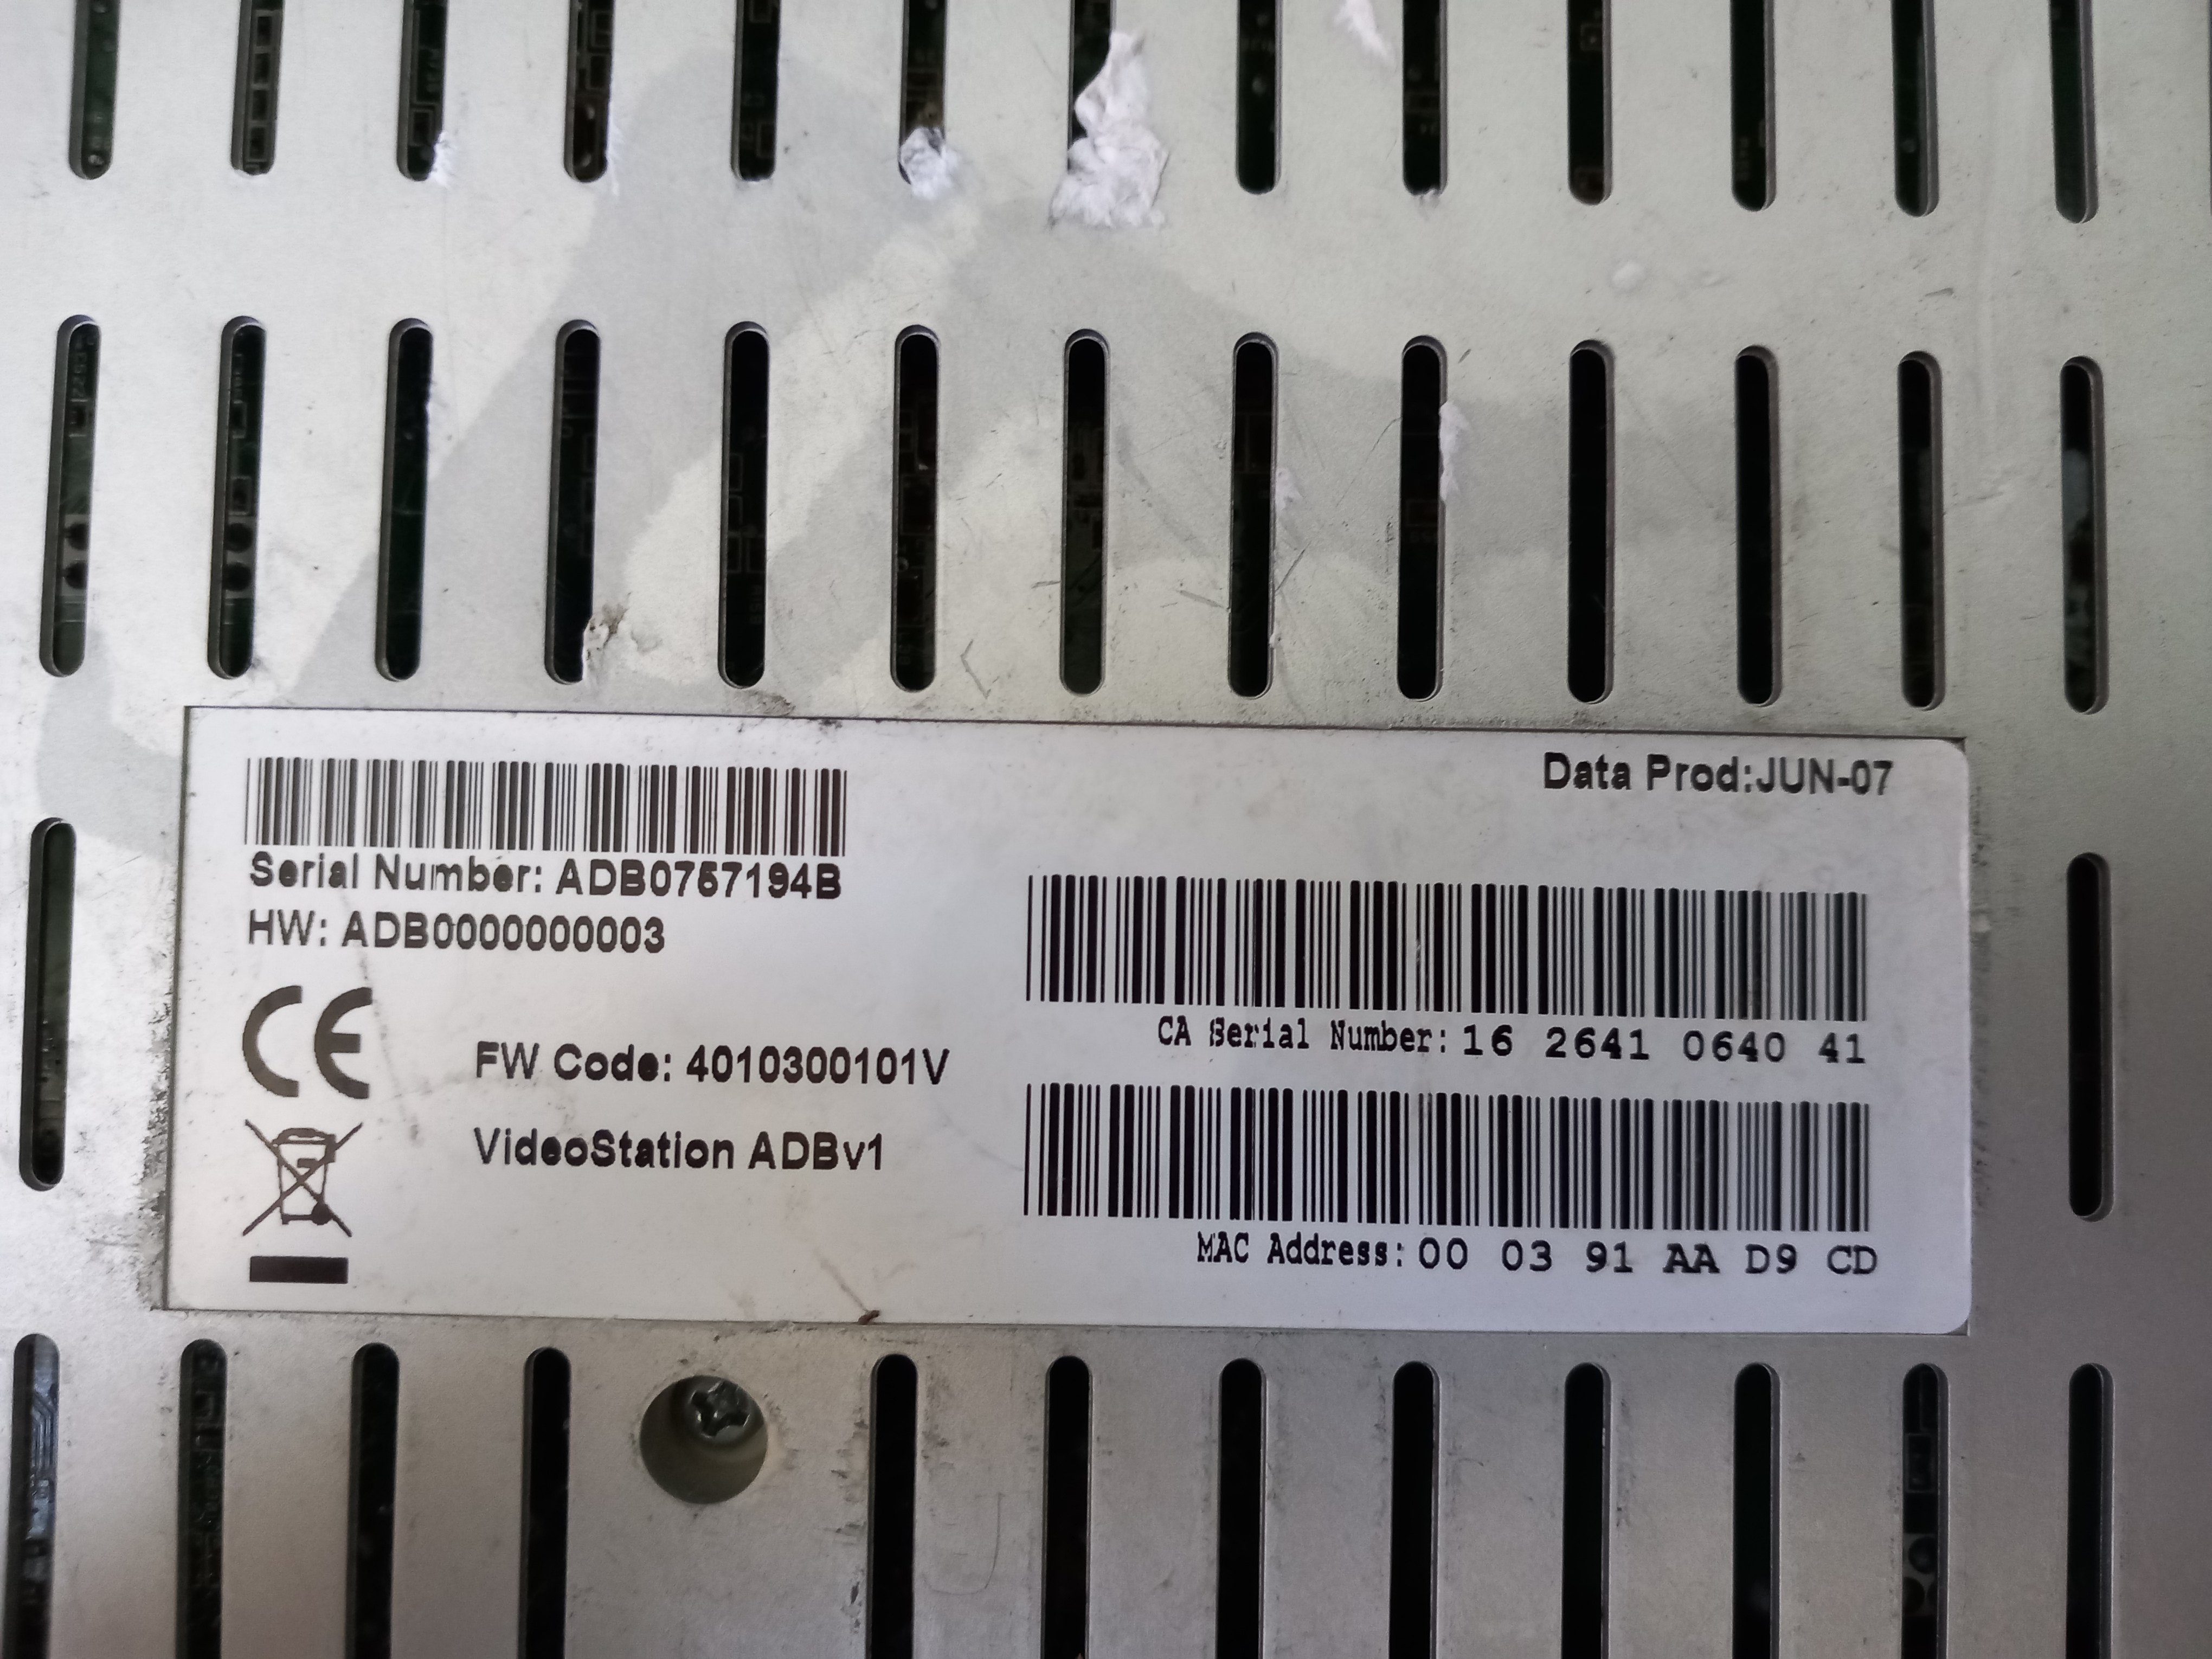 Data Prod:JUN-07
Serial Number: ADB0757194B
HW: ADB0000000003
CA Serial Number: 16 2641 0640 41
FW Code: 4010300101V
VideoStation ADBv1
MAC Address: 00 03 91 AA D9 CD
CE